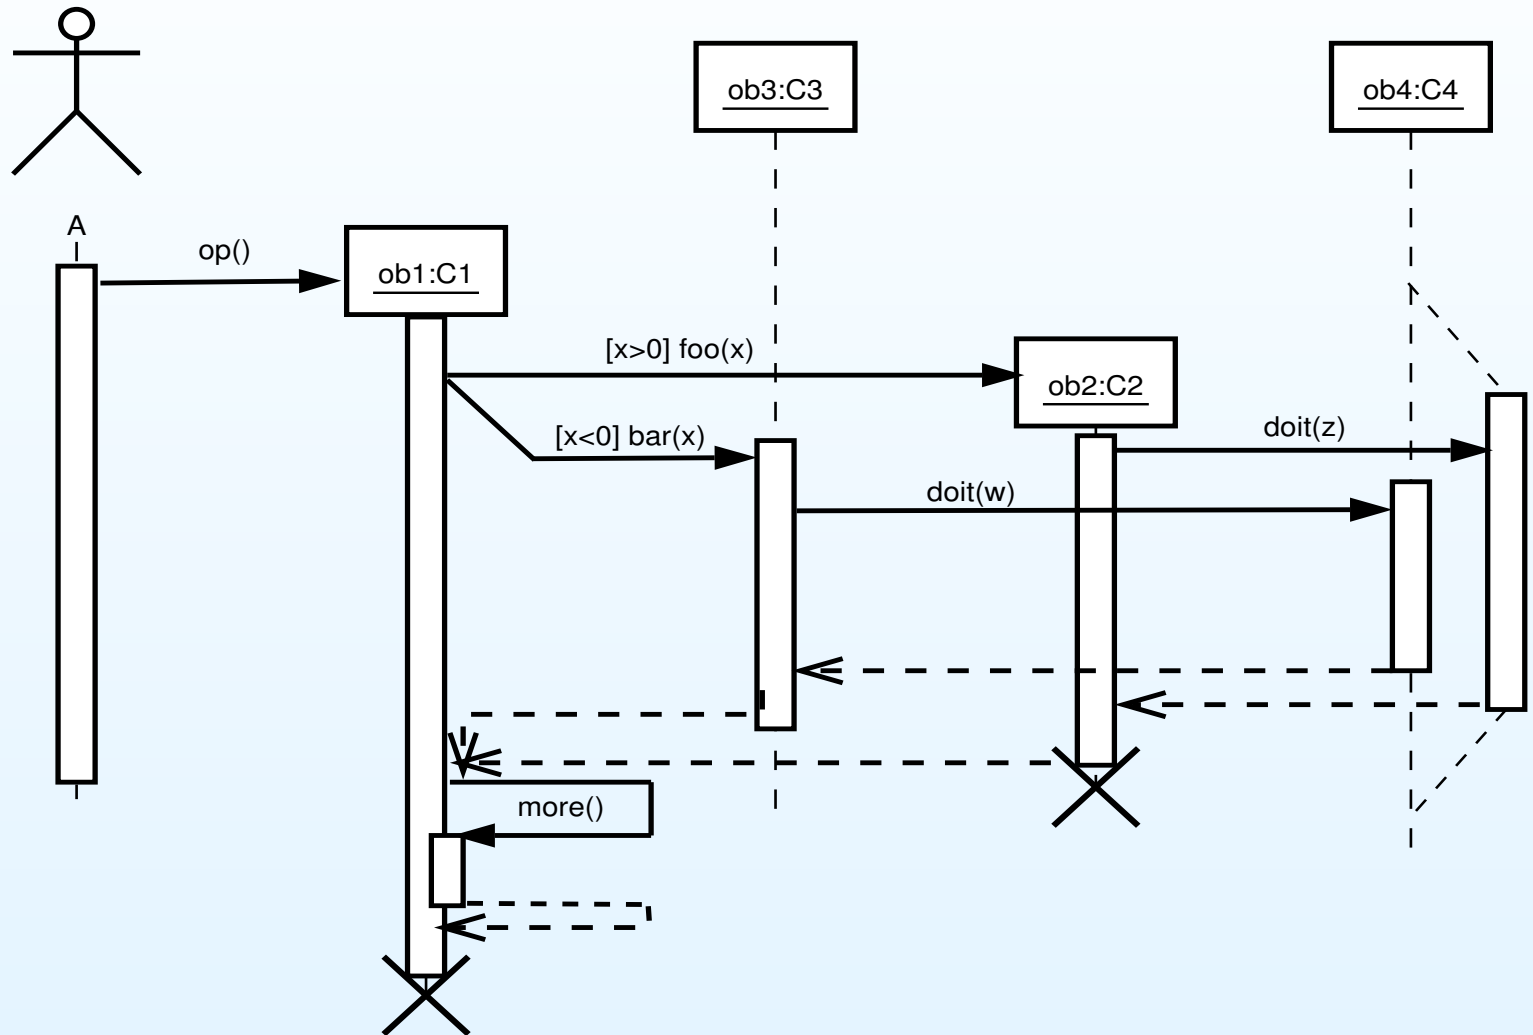 ob3:C3
ob4:C4
A
op()
ob1:C1
[x>0] foo(x)
ob2:C2
[x<0] bar(x)
doit(z)
doit(w)
more()